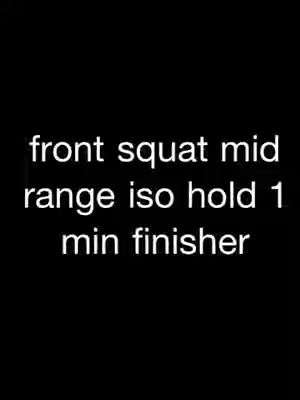 front squat mid
range iso hold 1
min finisher